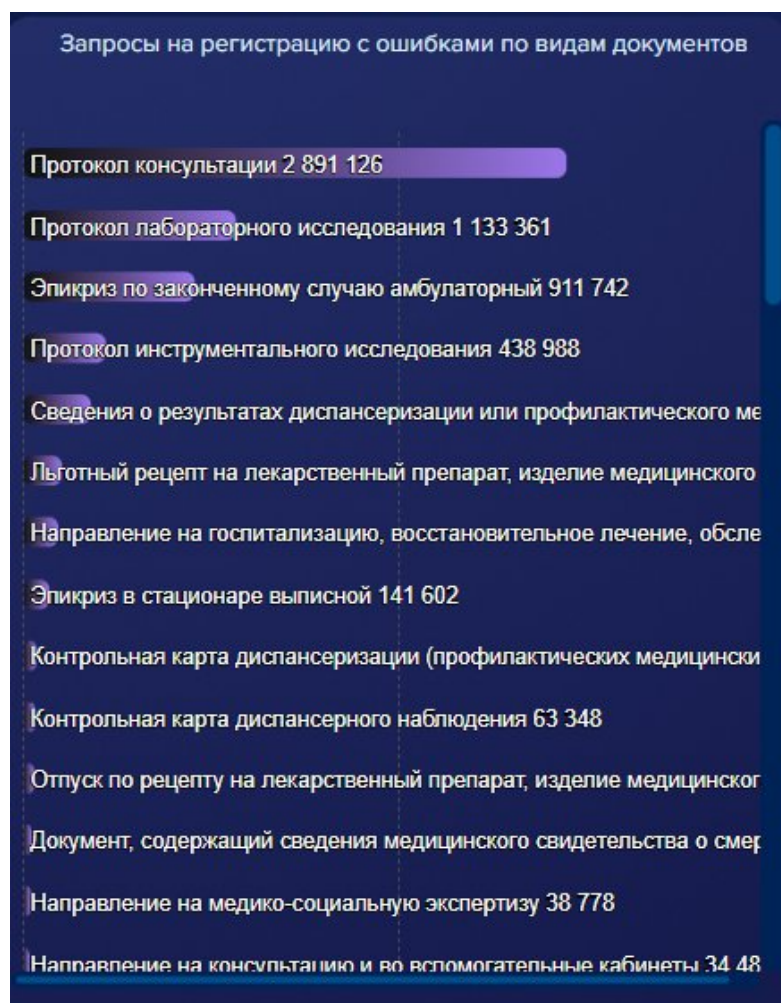 Запросы на регистрацию с ошибками по видам документов
Протокол консультации 2 891 126
Протокол лабораторного исследования 1 133 361
Эпикриз по законченному случаю амбулаторный 911 742
Протокол инструментального исследования 438 988
Сведения о результатах диспансеризации или профилактического ме
Льготный рецепт на лекарственный препарат, изделие медицинского
Направление на госпитализацию, восстановительное лечение, обсле
Эпикриз в стационаре выписной 141 602
Контрольная карта диспансеризации (профилактических медицински
Контрольная карта диспансерного наблюдения 63 348
Отпуск по рецепту на лекарственный препарат, изделие медицинског
Документ, содержащий сведения медицинского свидетельства о смер
Направление на медико-социальную экспертизу 38 778
Направление на консультацию и во вспомогательные кабинеты 34 48